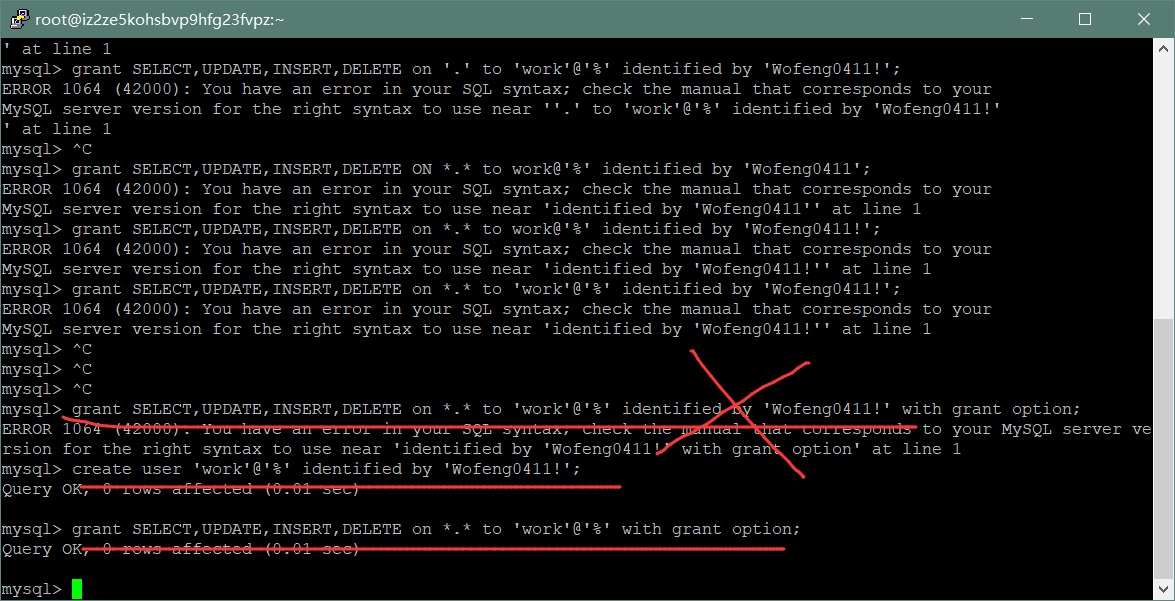 root@iz2ze5kohsbvp9hfg23fvpz:~
' at line 1
mysql> grant SELECT,UPDATE,INSERT,DELETE on '.' to 'work'@'%' identified by 'Wofeng0411!';
ERROR 1064 (42000): You have an error in your SQL syntax; check the manual that corresponds to your
MySQL server version for the right syntax to use near ''.' to 'work'@'%' identified by 'Wofeng0411!'
' at line 1
mysql> ^C
mysql> grant SELECT,UPDATE,INSERT,DELETE ON *.* to work@'%' identified by 'Wofeng0411';
ERROR 1064 (42000): You have an error in your SQL syntax; check the manual that corresponds to your
MySQL server version for the right syntax to use near 'identified by 'Wofeng0411'' at line 1
mysql> grant SELECT,UPDATE,INSERT,DELETE on *.* to work@'%' identified by 'Wofeng0411!';
ERROR 1064 (42000): You have an error in your SQL syntax; check the manual that corresponds to your
MySQL server version for the right syntax to use near 'identified by 'Wofeng0411!'' at line 1
mysql> grant SELECT,UPDATE,INSERT,DELETE on *.* to 'work'@'%' identified by 'Wofeng0411!';
ERROR 1064 (42000): You have an error in your SQL syntax; check the manual that corresponds to your
MySQL server version for the right syntax to use near 'identified by 'Wofeng0411!'' at line 1
mysql> ^C
mysql> ^C
mysql> ^C
mysql> grant SELECT,UPDATE,INSERT,DELETE on *.* to 'work'@'%' identified by 'Wofeng0411!' with grant option;
ERROR 1064 (42000): You have an error in your SQL syntax; check the manual that corresponds to your MySQL server ve
rsion for the right syntax to use near 'identified by 'Wofeng0411!' with grant option' at line 1
mysql> create user 'work'@'%' identified by 'Wofeng0411!';
Query OK, 0 rows affected (0.01 sec)
mysql> grant SELECT,UPDATE,INSERT,DELETE on *.* to 'work'@'%' with grant option;
Query OK, 0 rows affected (0.01 sec)
mysql>